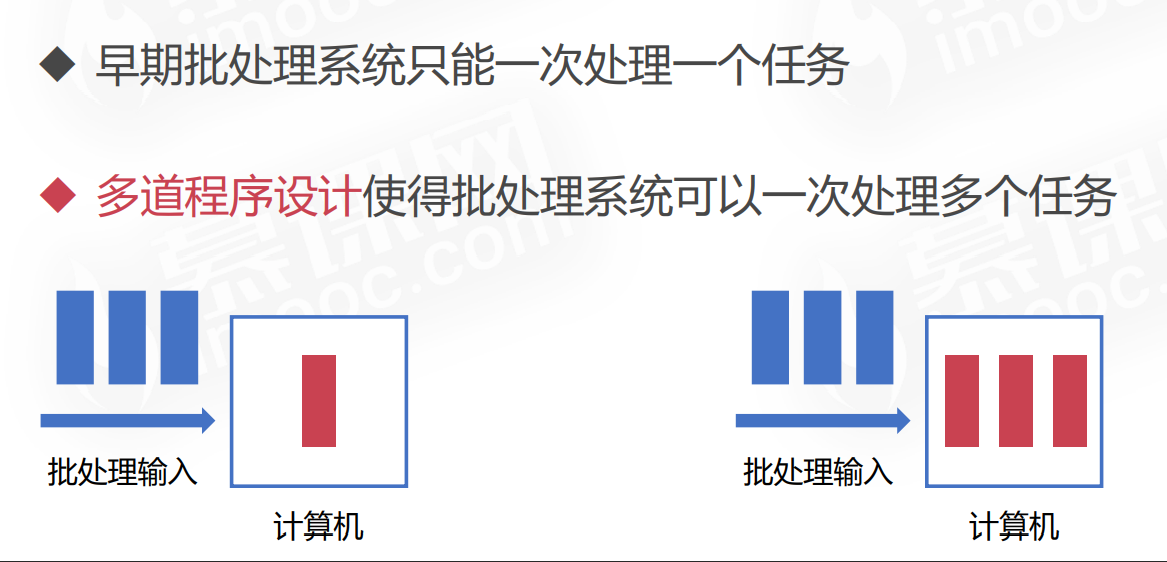 早期批处理系统只能一次处理一个任务
多道程序设计使得批处理系统可以一次处理多个任务
批处理输入
计算机
批处理输入
计算机
慕课网
imooc.com